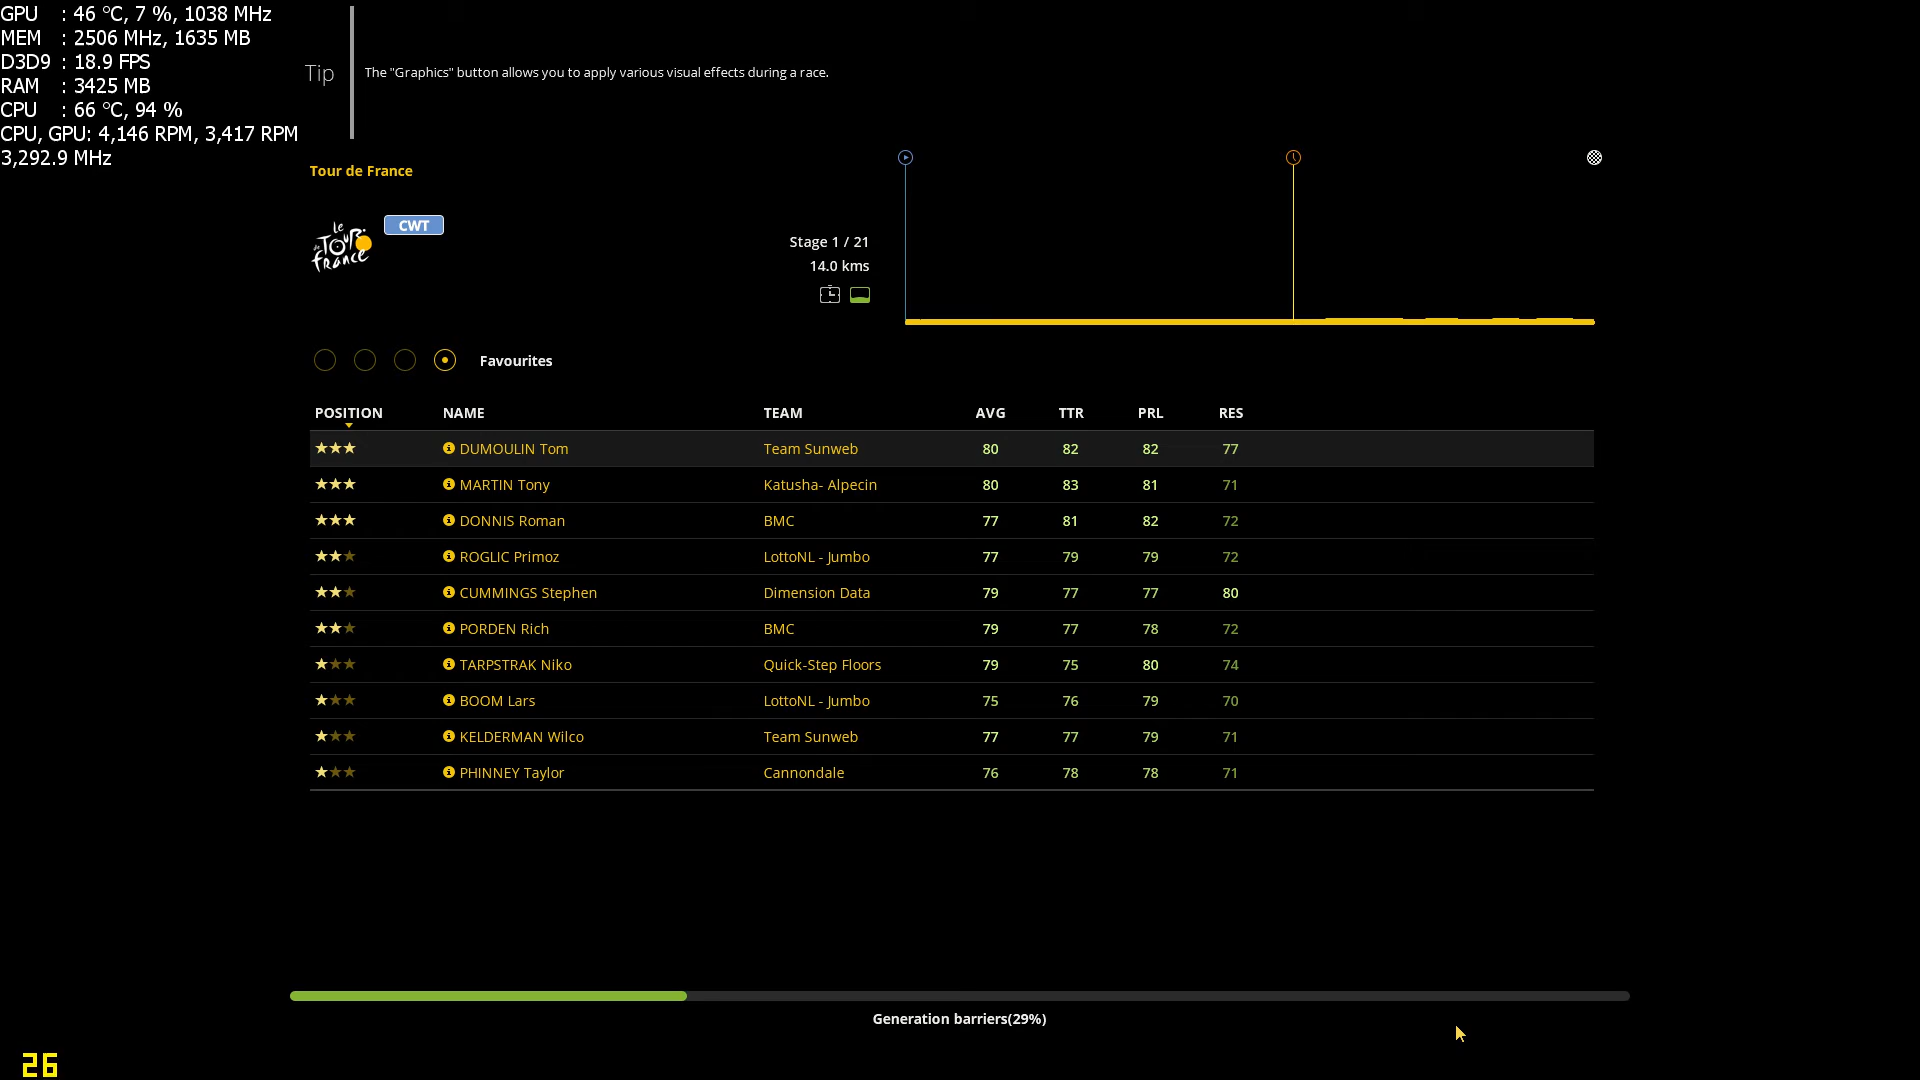 GPU : 46 °C, 7 %, 1038 MHz
MEM : 2506 MHz, 1635 MB
D3D9 : 18.9 FPS
RAM : 3425 MB
CPU : 66 °C, 94 %
CPU, GPU: 4,146 RPM, 3,417 RPM
3,292.9 MHz
Tip
The "Graphics" button allows you to apply various visual effects during a race.
Tour de France
le Tour de france
CWT
Stage 1 / 21
14.0 kms
Favourites
POSITION NAME TEAM AVG TTR PRL RES
DUMOULIN Tom Team Sunweb 80 82 82 77
MARTIN Tony Katusha- Alpecin 80 83 81 71
DONNIS Roman BMC 77 81 82 72
ROGLIC Primoz LottoNL - Jumbo 77 79 79 72
CUMMINGS Stephen Dimension Data 79 77 77 80
PORDEN Rich BMC 79 77 78 72
TARPSTRAK Niko Quick-Step Floors 79 75 80 74
BOOM Lars LottoNL - Jumbo 75 76 79 70
KELDERMAN Wilco Team Sunweb 77 77 79 71
PHINNEY Taylor Cannondale 76 78 78 71
Generation barriers(29%)
26